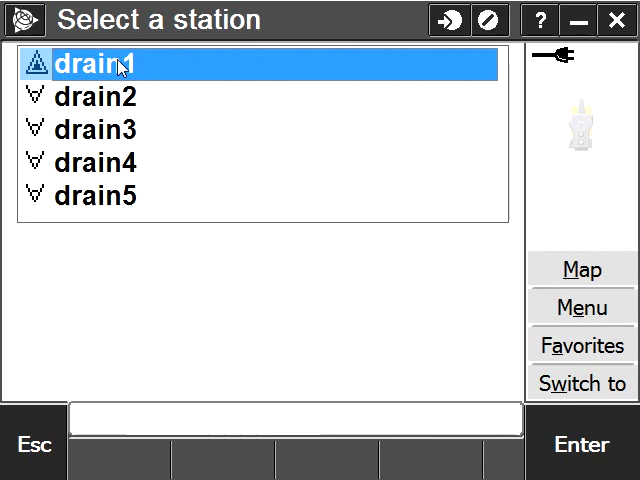 Select a station
?
drain1
drain2
drain3
drain4
drain5
Map
Menu
Favorites
Switch to
Esc
Enter